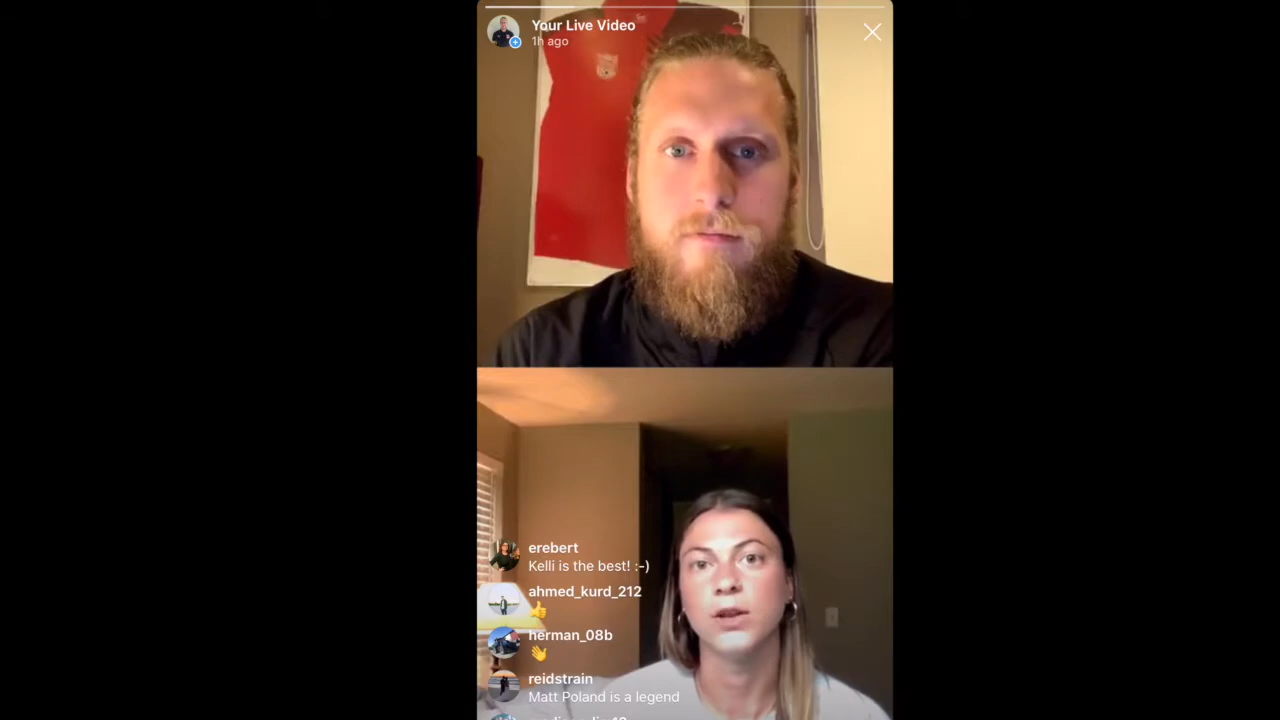 Your Live Video
1h ago
erebert
Kelli is the best! :-)
ahmed_kurd_212
👍
herman_08b
👋
reidstrain
Matt Poland is a legend